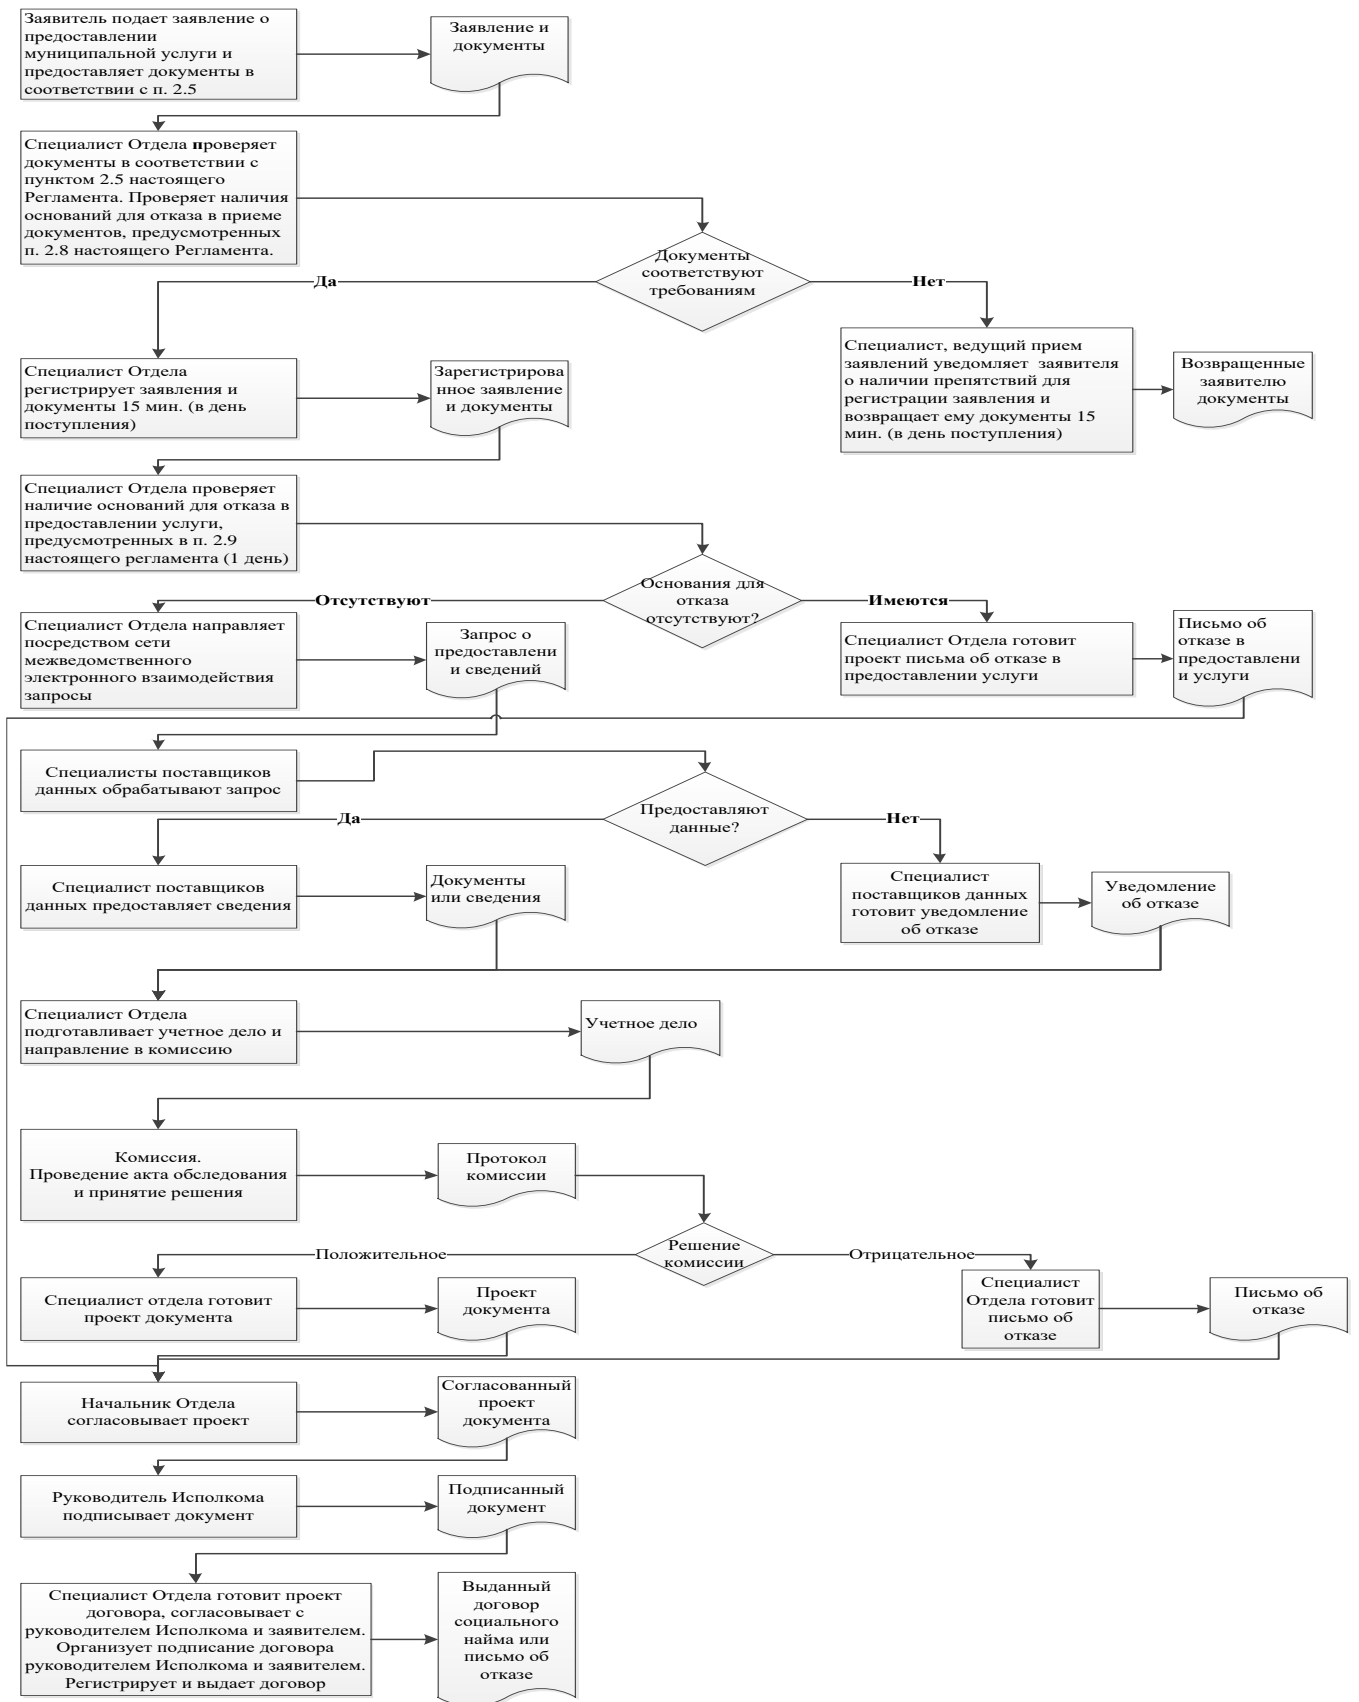 Заявитель подает заявление о
предоставлении
муниципальной услуги и
предоставляет документы в
соответствии с п. 2.5
Заявление и
документы
Специалист Отдела проверяет
документы в соответствии с
пунктом 2.5 настоящего
Регламента. Проверяет наличия
оснований для отказа в приеме
документов, предусмотренных
п. 2.8 настоящего Регламента.
Документы
соответствуют
требованиям
Да
Нет
Специалист Отдела
регистрирует заявления и
документы 15 мин. (в день
поступления)
Зарегистрирова
нное заявление
и документы
Специалист, ведущий прием
заявлений уведомляет заявителя
о наличии препятствий для
регистрации заявления и
возвращает ему документы 15
мин. (в день поступления)
Возвращенные
заявителю
документы
Специалист Отдела проверяет
наличие оснований для отказа в
предоставлении услуги,
предусмотренных в п. 2.9
настоящего регламента (1 день)
Основания для
отказа
отсутствуют?
Отсутствуют
Имеются
Специалист Отдела направляет
посредством сети
межведомственного
электронного взаимодействия
запросы
Запрос о
предоставлени
и сведений
Специалист Отдела готовит
проект письма об отказе в
предоставлении услуги
Письмо об
отказе в
предоставлени
и услуги
Специалисты поставщиков
данных обрабатывают запрос
Предоставляют
данные?
Да
Нет
Специалист поставщиков
данных предоставляет сведения
Документы
или сведения
Специалист
поставщиков данных
готовит уведомление
об отказе
Уведомление
об отказе
Специалист Отдела
подготавливает учетное дело и
направление в комиссию
Учетное дело
Комиссия.
Проведение акта обследования
и принятие решения
Протокол
комиссии
Решение
комиссии
Положительное
Отрицательное
Специалист отдела готовит
проект документа
Проект
документа
Специалист
Отдела готовит
письмо об
отказе
Письмо об
отказе
Начальник Отдела
согласовывает проект
Согласованный
проект
документа
Руководитель Исполкома
подписывает документ
Подписанный
документ
Специалист Отдела готовит проект
договора, согласовывает с
руководителем Исполкома и заявителем.
Организует подписание договора
руководителем Исполкома и заявителем.
Регистрирует и выдает договор
Выданный
договор
социального
найма или
письмо об
отказе